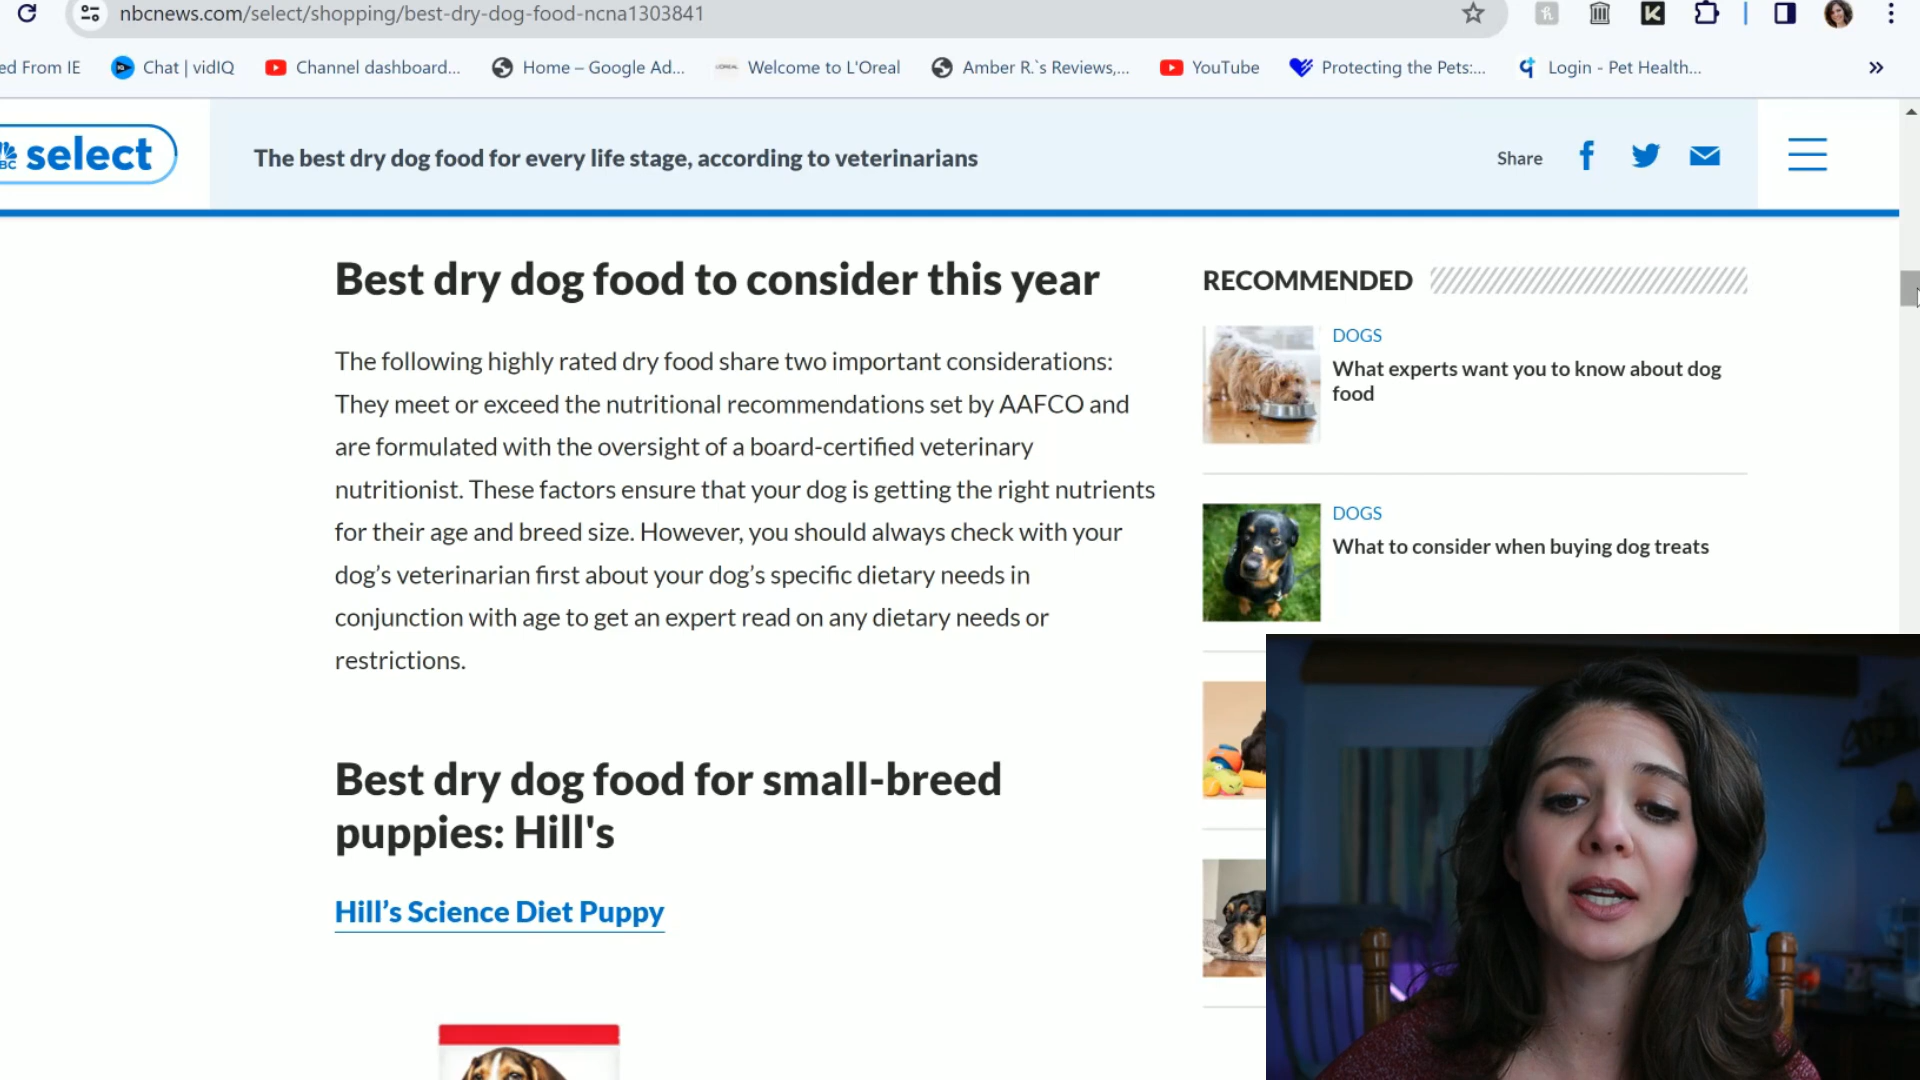 nbcnews.com/select/shopping/best-dry-dog-food-ncna1303841
ed From IE
Chat | vidIQ
Channel dashboard...
Home – Google Ad...
Welcome to L'Oreal
Amber R.`s Reviews,...
YouTube
Protecting the Pets:...
Login - Pet Health...
»
select
The best dry dog food for every life stage, according to veterinarians
Share
Best dry dog food to consider this year
The following highly rated dry food share two important considerations:
They meet or exceed the nutritional recommendations set by AAFCO and
are formulated with the oversight of a board-certified veterinary
nutritionist. These factors ensure that your dog is getting the right nutrients
for their age and breed size. However, you should always check with your
dog’s veterinarian first about your dog’s specific dietary needs in
conjunction with age to get an expert read on any dietary needs or
restrictions.
Best dry dog food for small-breed
puppies: Hill's
Hill’s Science Diet Puppy
RECOMMENDED
DOGS
What experts want you to know about dog
food
DOGS
What to consider when buying dog treats